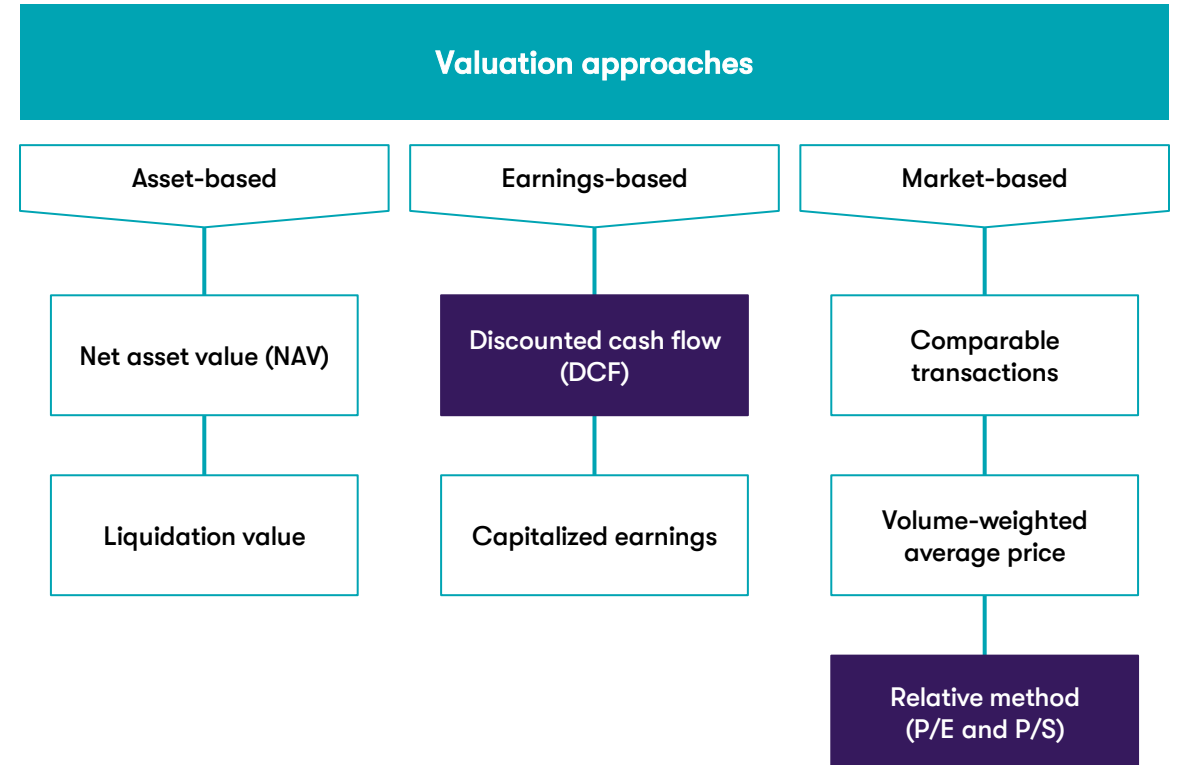 Valuation approaches
Asset-based
Net asset value (NAV)
Liquidation value
Earnings-based
Discounted cash flow
(DCF)
Capitalized earnings
Market-based
Comparable
transactions
Volume-weighted
average price
Relative method
(P/E and P/S)